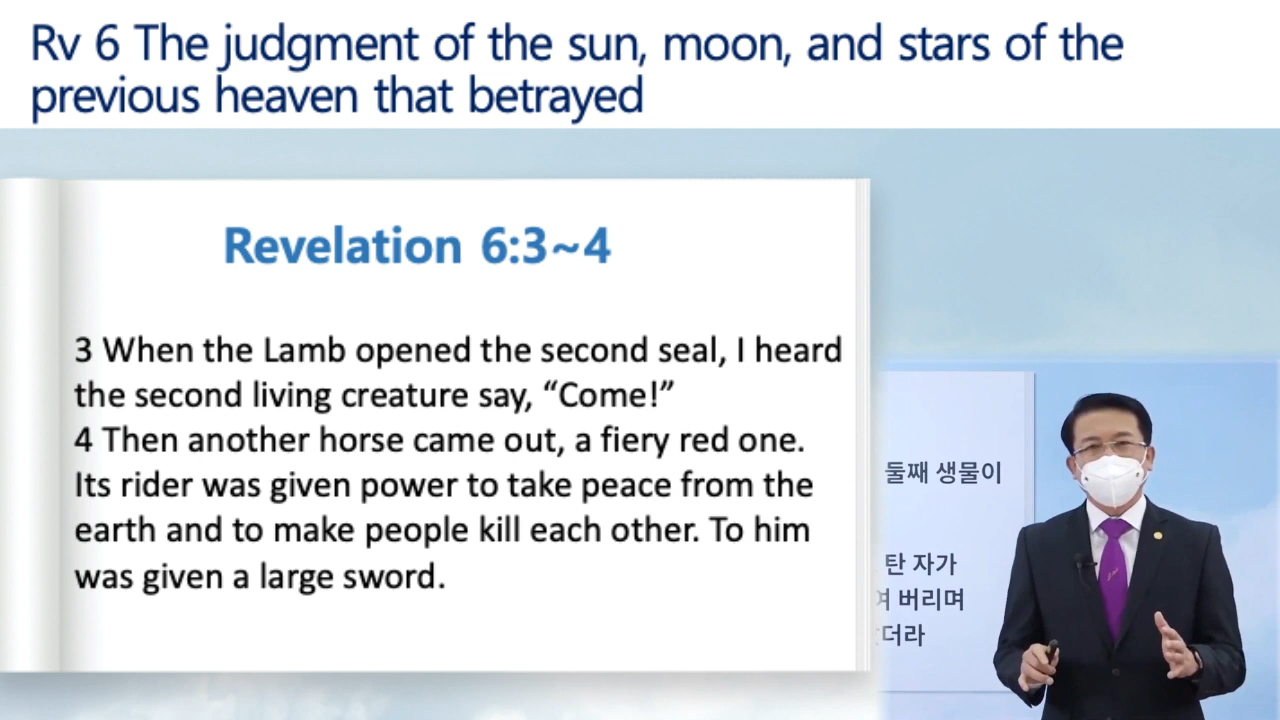 Rv 6 The judgment of the sun, moon, and stars of the
previous heaven that betrayed
Revelation 6:3~4
3 When the Lamb opened the second seal, I heard
the second living creature say, “Come!”
4 Then another horse came out, a fiery red one.
Its rider was given power to take peace from the
earth and to make people kill each other. To him
was given a large sword.
둘째 생물이
탄 자가
버리며